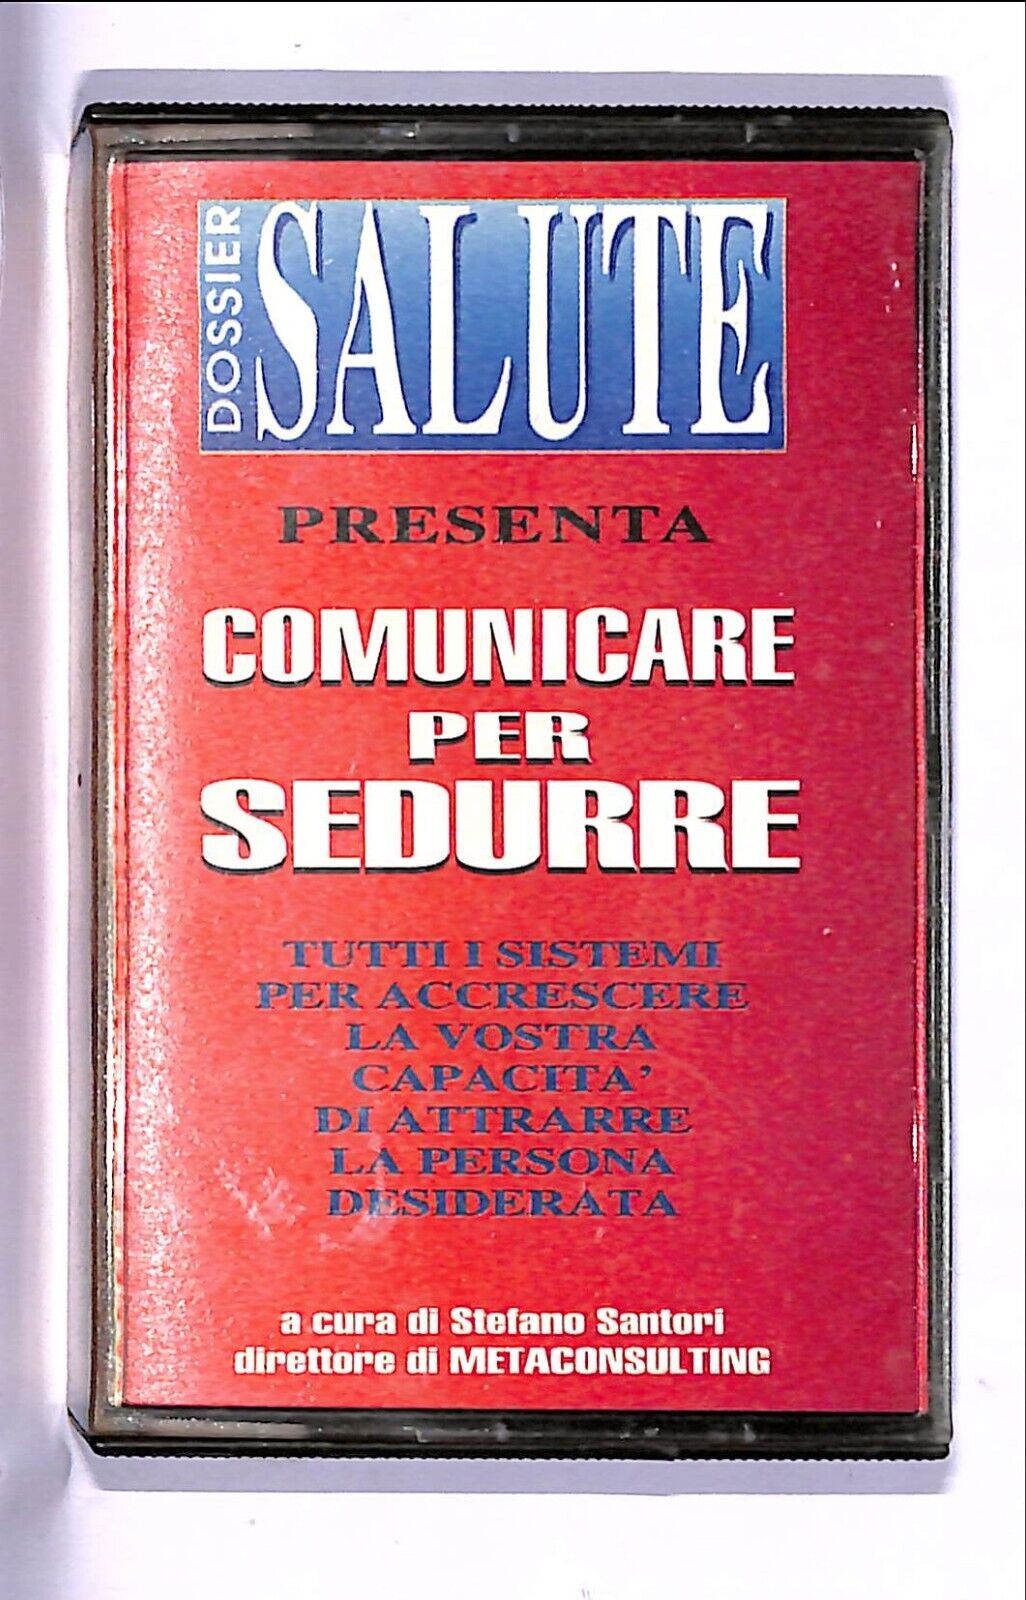 DOSSIER
SALUTE
PRESENTA
COMUNICARE
PER
SEDURRE
TUTTI I SISTEMI
PER ACCRESCERE
LA VOSTRA
CAPACITA'
DI ATTRARRE
LA PERSONA
DESIDERATA
a cura di Stefano Santori
direttore di METACONSULTING